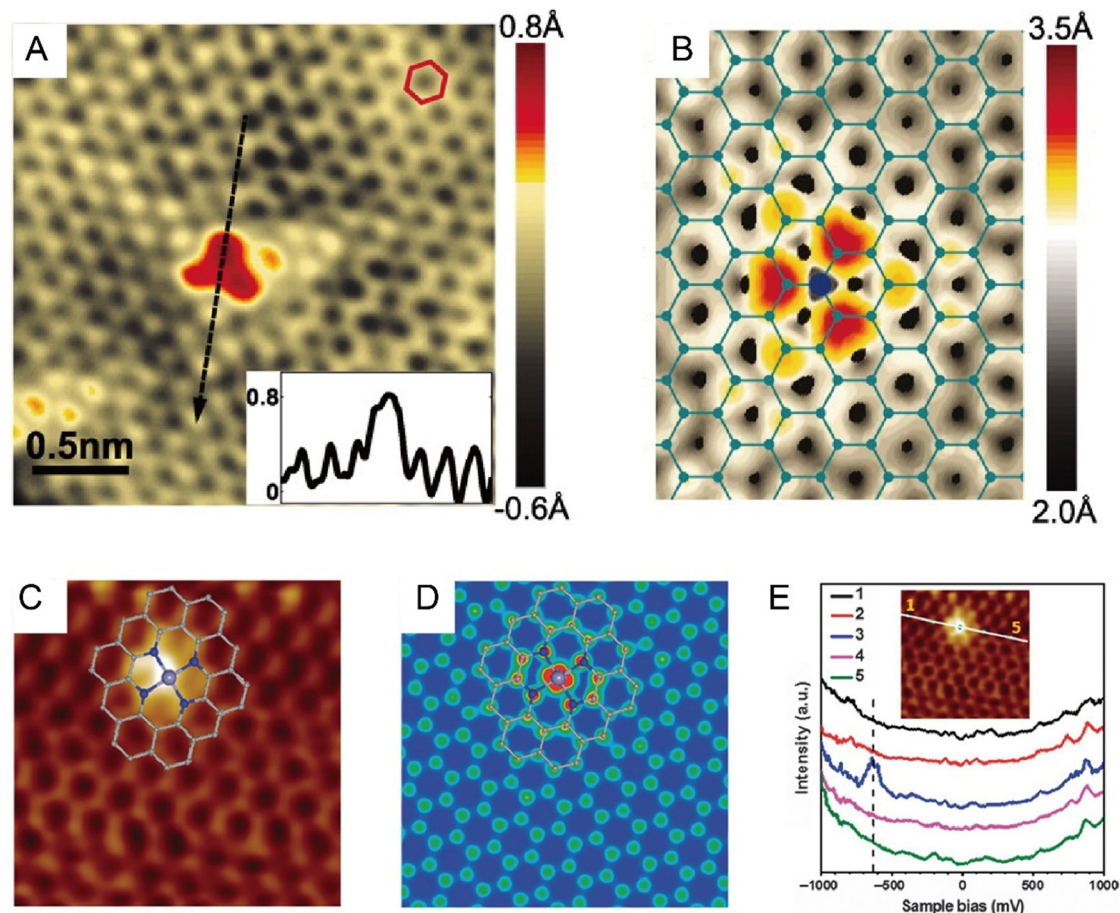 A
0.8Å
-0.6Å
0.5nm
0.8
0
B
3.5Å
2.0Å
C
D
E
1
2
3
4
5
1
5
Intensity (a.u.)
−1000
−500
0
500
1000
Sample bias (mV)